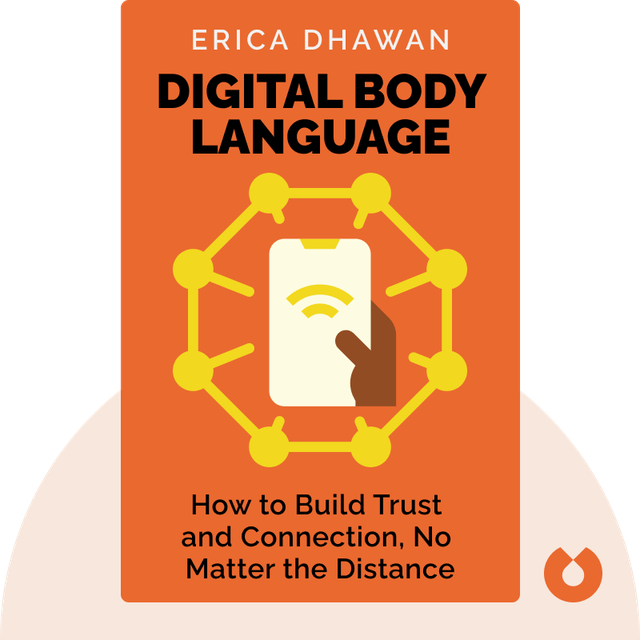 ERICA DHAWAN
DIGITAL BODY
LANGUAGE
How to Build Trust
and Connection, No
Matter the Distance